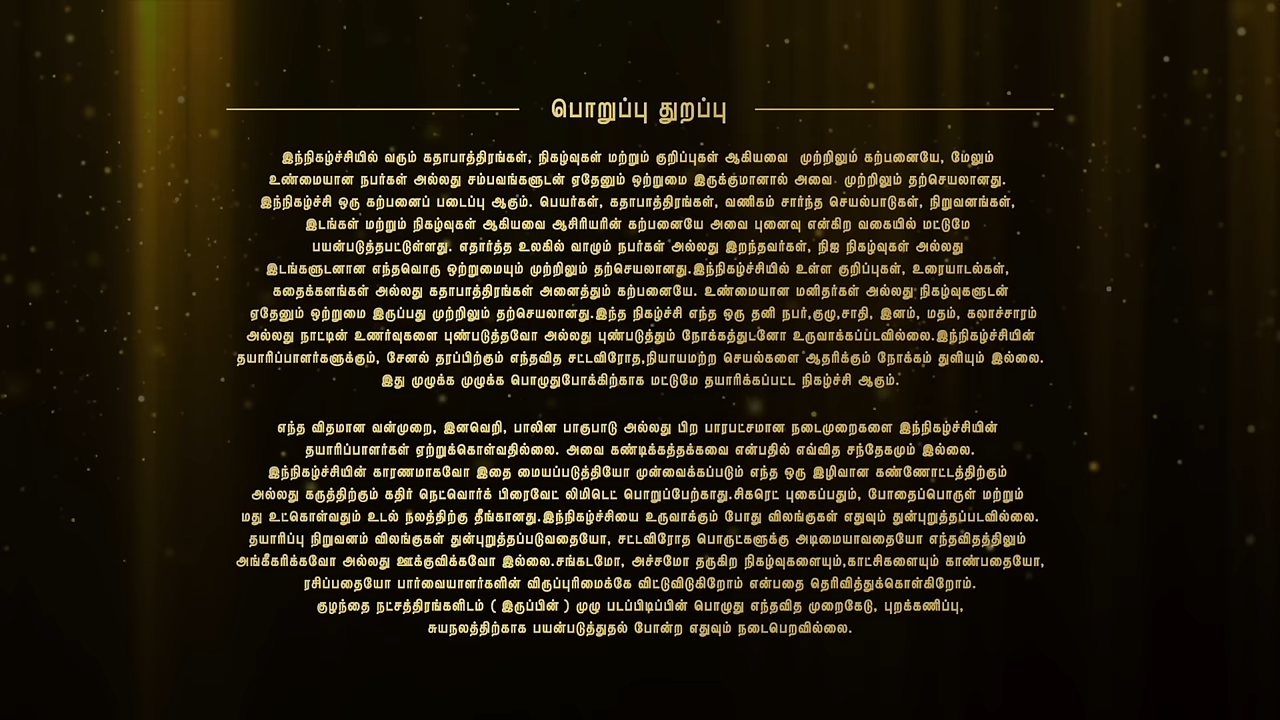 பொறுப்பு துறப்பு
இந்நிகழ்ச்சியில் வரும் கதாபாத்திரங்கள், நிகழ்வுகள் மற்றும் குறிப்புகள் ஆகியவை முற்றிலும் கற்பனையே, மேலும்
உண்மையான நபர்கள் அல்லது சம்பவங்களுடன் ஏதேனும் ஒற்றுமை இருக்குமானால் அவை முற்றிலும் தற்செயலானது.
இந்நிகழ்ச்சி ஒரு கற்பனைப் படைப்பு ஆகும். பெயர்கள், கதாபாத்திரங்கள், வணிகம் சார்ந்த செயல்பாடுகள், நிறுவனங்கள்,
இடங்கள் மற்றும் நிகழ்வுகள் ஆகியவை ஆசிரியரின் கற்பனையே அவை புனைவு என்கிற வகையில் மட்டுமே
பயன்படுத்தபட்டுள்ளது. எதார்த்த உலகில் வாழும் நபர்கள் அல்லது இறந்தவர்கள், நிஜ நிகழ்வுகள் அல்லது
இடங்களுடனான எந்தவொரு ஒற்றுமையும் முற்றிலும் தற்செயலானது.இந்நிகழ்ச்சியில் உள்ள குறிப்புகள், உரையாடல்கள்,
கதைக்களங்கள் அல்லது கதாபாத்திரங்கள் அனைத்தும் கற்பனையே. உண்மையான மனிதர்கள் அல்லது நிகழ்வுகளுடன்
ஏதேனும் ஒற்றுமை இருப்பது முற்றிலும் தற்செயலானது.இந்த நிகழ்ச்சி எந்த ஒரு தனி நபர்,குழு,சாதி, இனம், மதம், கலாச்சாரம்
அல்லது நாட்டின் உணர்வுகளை புண்படுத்தவோ அல்லது புண்படுத்தும் நோக்கத்துடனோ உருவாக்கப்ப்டவில்லை.இந்நிகழ்ச்சியின்
தயாரிப்பாளர்களுக்கும், சேனல் தரப்பிற்கும் எந்தவித சட்டவிரோத,நியாயமற்ற செயல்களை ஆதரிக்கும் நோக்கம் துளியும் இல்லை.
இது முழுக்க முழுக்க பொழுதுபோக்கிற்காக மட்டுமே தயாரிக்கப்பட்ட நிகழ்ச்சி ஆகும்.
எந்த விதமான வன்முறை, இனவெறி, பாலின பாகுபாடு அல்லது பிற பாரபட்சமான நடைமுறைகளை இந்நிகழ்ச்சியின்
தயாரிப்பாளர்கள் ஏற்றுக்கொள்வதில்லை. அவை கண்டிக்கத்தக்கவை என்பதில் எவ்வித சந்தேகமும் இல்லை.
இந்நிகழ்ச்சியின் காரணமாகவோ இதை மையப்படுத்தியோ முன்வைக்கப்படும் எந்த ஒரு இழிவான கண்ணோட்டத்திற்கும்
அல்லது கருத்திற்கும் கதிர் நெட்வொர்க் பிரைவேட் லிமிடெட் பொறுப்பேற்காது.சிகரெட் புகைப்பதும், போதைப்பொருள் மற்றும்
மது உட்கொள்வதும் உடல் நலத்திற்கு தீங்கானது.இந்நிகழ்ச்சியை உருவாக்கும் போது விலங்குகள் எதுவும் துன்புறுத்தப்படவில்லை.
தயாரிப்பு நிறுவனம் விலங்குகள் துன்புறுத்தப்படுவதையோ, சட்டவிரோத பொருட்களுக்கு அடிமையாவதையோ எந்தவிதத்திலும்
அங்கீகரிக்கவோ அல்லது ஊக்குவிக்கவோ இல்லை.சங்கடமோ, அச்சமோ தருகிற நிகழ்வுகளையும்,காட்சிகளையும் காண்பதையோ,
ரசிப்பதையோ பார்வையாளர்களின் விருப்புரிமைக்கே விட்டுவிடுகிறோம் என்பதை தெரிவித்துக்கொள்கிறோம்.
குழந்தை நட்சத்திரங்களிடம் ( இருப்பின் ) முழு படப்பிடிப்பின் பொழுது எந்தவித முறைகேடு, புறக்கணிப்பு,
சுயநலத்திற்காக பயன்படுத்துதல் போன்ற எதுவும் நடைபெறவில்லை.